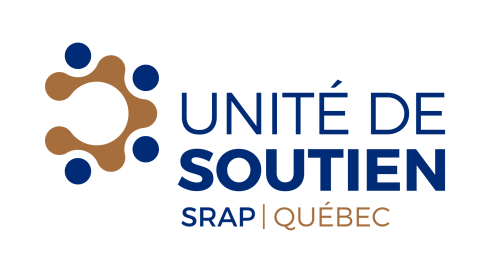 UNITÉ DE
SOUTIEN
SRAP | QUÉBEC